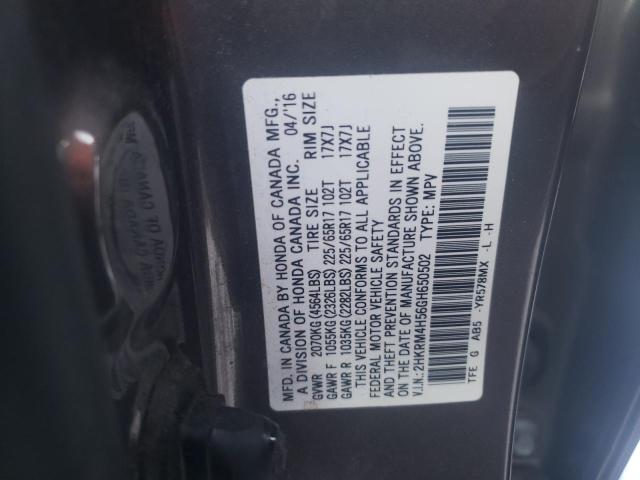 MFD. IN CANADA BY HONDA OF CANADA MFG.,
A DIVISION OF HONDA CANADA INC. 04/'16
GVWR 2070KG (4564LBS) TIRE SIZE RIM SIZE
GAWR F 1055KG (2326LBS) 225/65R17 102T 17X7J
GAWR R 1035KG (2282LBS) 225/65R17 102T 17X7J
THIS VEHICLE CONFORMS TO ALL APPLICABLE
FEDERAL MOTOR VEHICLE SAFETY
AND THEFT PREVENTION STANDARDS IN EFFECT
ON THE DATE OF MANUFACTURE SHOWN ABOVE.
V.I.N.: 2HKRM4H56GH650502 TYPE: MPV
TFE G AB5 -YR578MX -L -H